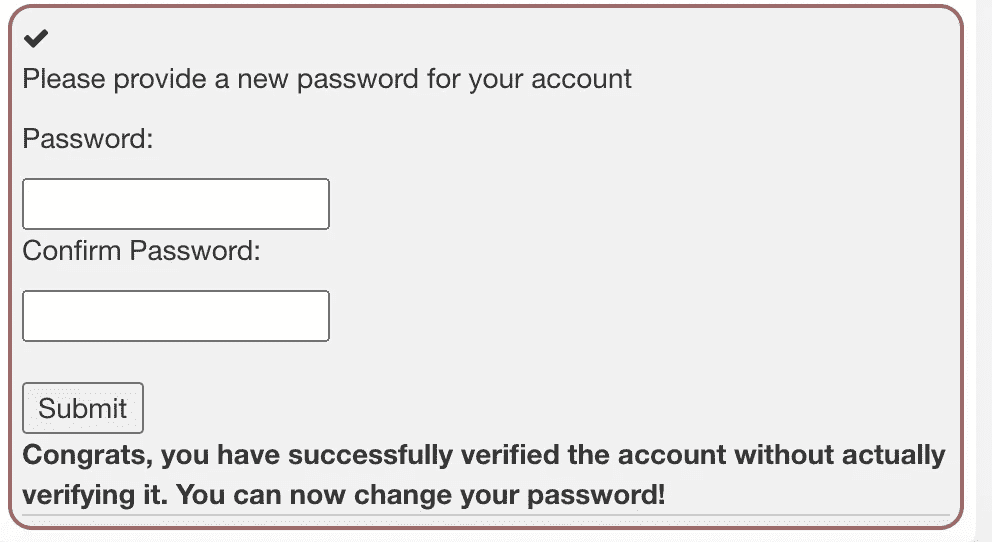 Please provide a new password for your account
Password:
Confirm Password:
Submit
Congrats, you have successfully verified the account without actually
verifying it. You can now change your password!